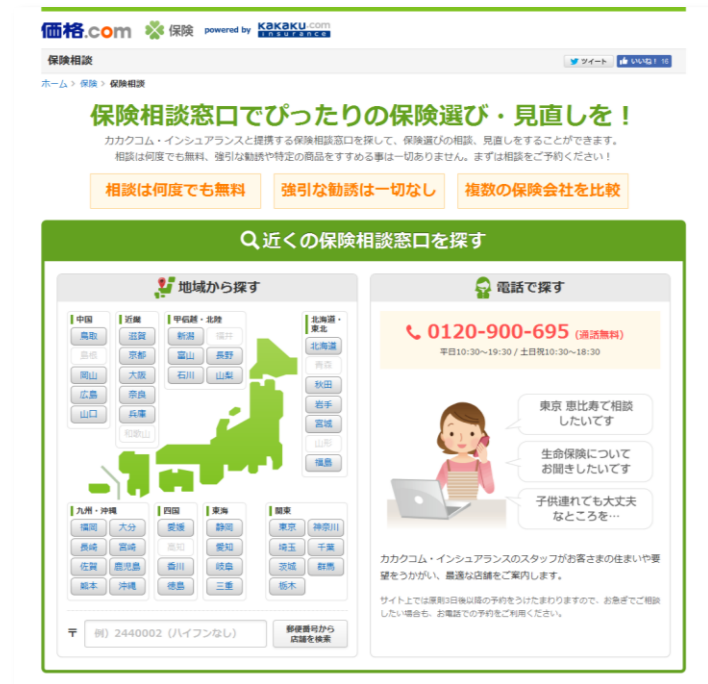 価格.com 保険 powered by kakaku.com insurance
保険相談
ツイート いいね! 16
ホーム > 保険 > 保険相談
保険相談窓口でぴったりの保険選び・見直しを！
カカクコム・インシュアランスと提携する保険相談窓口を探して、保険選びの相談、見直しをすることができます。
相談は何度でも無料、強引な勧誘や特定の商品をすすめる事は一切ありません。まずは相談をご予約ください！
相談は何度でも無料 強引な勧誘は一切なし 複数の保険会社を比較
近くの保険相談窓口を探す
地域から探す
中国
鳥取
島根
岡山
広島
山口
近畿
滋賀
京都
大阪
奈良
兵庫
和歌山
甲信越・北陸
新潟 福井
富山 長野
石川 山梨
北海道・
東北
北海道
青森
秋田
岩手
宮城
山形
福島
九州・沖縄
福岡 大分
長崎 宮崎
佐賀 鹿児島
熊本 沖縄
四国
愛媛
高知
香川
徳島
東海
静岡
愛知
岐阜
三重
関東
東京 神奈川
埼玉 千葉
茨城 群馬
栃木
〒 例）2440002（ハイフンなし）
郵便番号から
店舗を検索
電話で探す
0120-900-695 (通話無料)
平日10:30～19:30 / 土日祝10:30～18:30
東京 恵比寿で相談
したいです
生命保険について
お聞きしたいです
子供連れでも大丈夫
なところを…
カカクコム・インシュアランスのスタッフがお客さまの住まいや要
望をうかがい、最適な店舗をご案内します。
サイト上では原則3日後以降の予約をうけたまわりますので、お急ぎでご相談
したい場合も、お電話での予約をご利用ください。